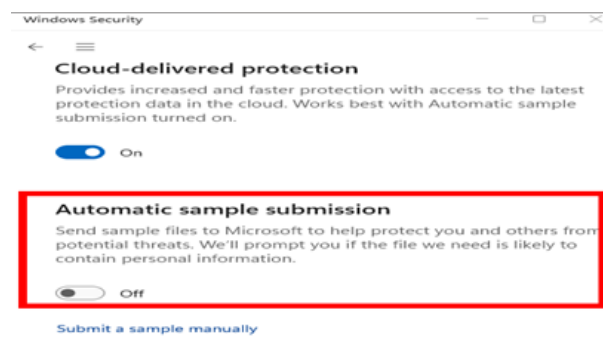 Windows Security
Cloud-delivered protection
Provides increased and faster protection with access to the latest
protection data in the cloud. Works best with Automatic sample
submission turned on.
On
Automatic sample submission
Send sample files to Microsoft to help protect you and others from
potential threats. We'll prompt you if the file we need is likely to
contain personal information.
Off
Submit a sample manually